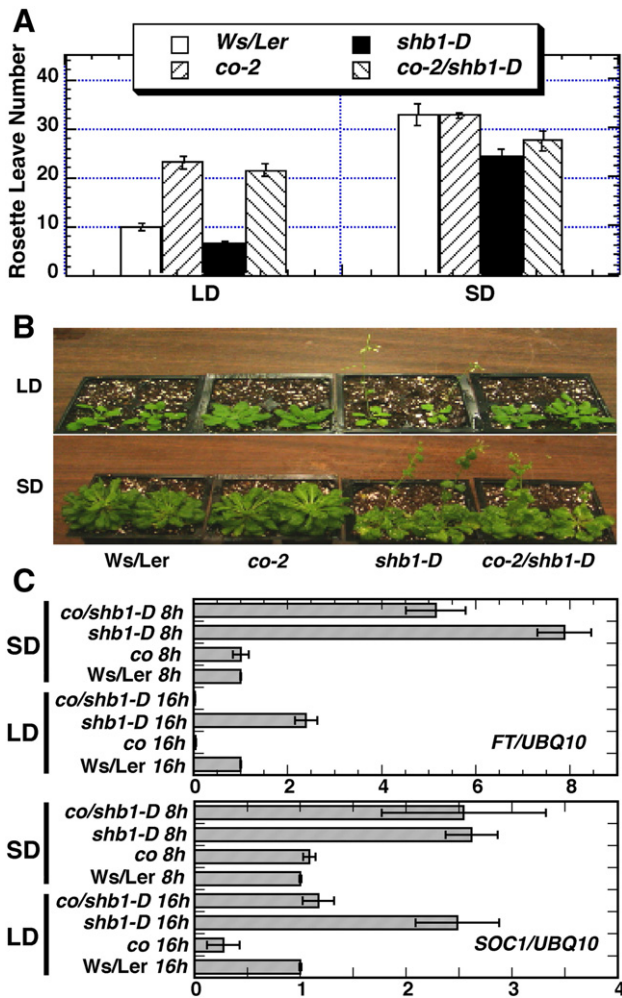 A
Ws/Ler shb1-D
co-2 co-2/shb1-D
Rosette Leave Number
40
30
20
10
0
LD SD
B
LD
SD
Ws/Ler co-2 shb1-D co-2/shb1-D
C
SD
co/shb1-D 8h
shb1-D 8h
co 8h
Ws/Ler 8h
LD
co/shb1-D 16h
shb1-D 16h
co 16h
Ws/Ler 16h
FT/UBQ10
0 2 4 6 8
SD
co/shb1-D 8h
shb1-D 8h
co 8h
Ws/Ler 8h
LD
co/shb1-D 16h
shb1-D 16h
co 16h
Ws/Ler 16h
SOC1/UBQ10
0 1 2 3 4